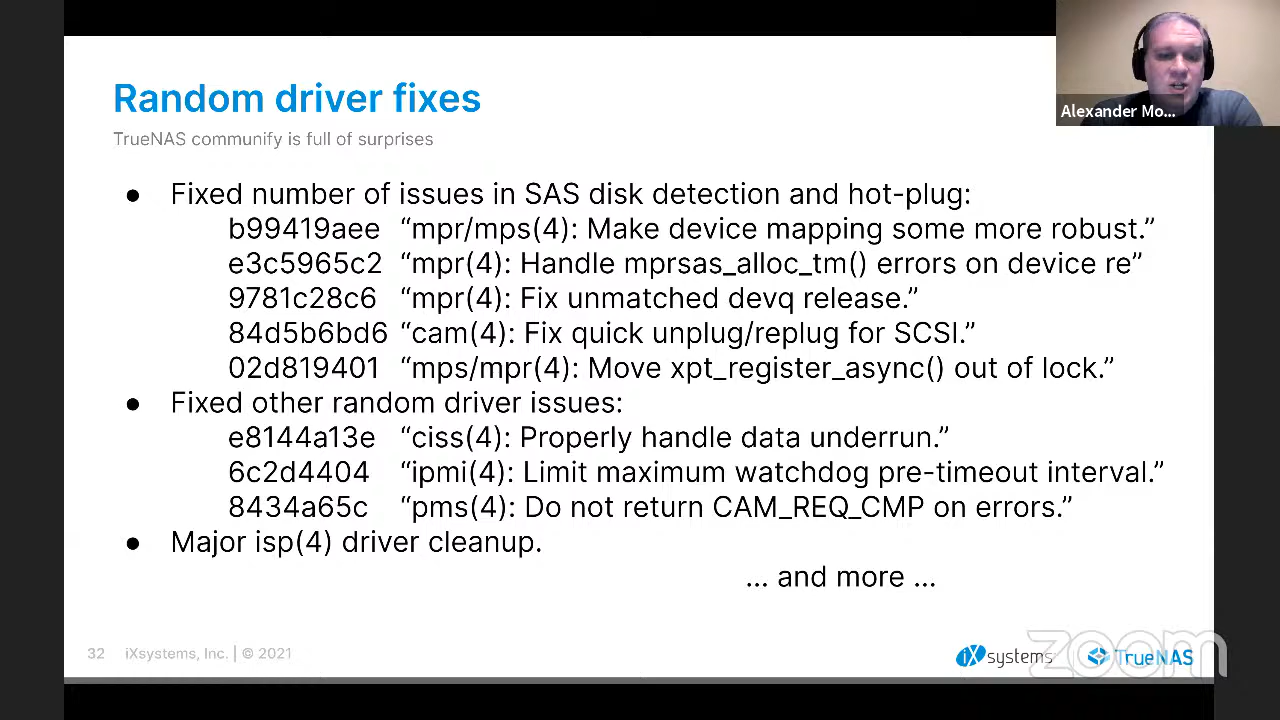 Random driver fixes
TrueNAS communify is full of surprises
● Fixed number of issues in SAS disk detection and hot-plug:
b99419aee “mpr/mps(4): Make device mapping some more robust.”
e3c5965c2 “mpr(4): Handle mprsas_alloc_tm() errors on device re”
9781c28c6 “mpr(4): Fix unmatched devq release.”
84d5b6bd6 “cam(4): Fix quick unplug/replug for SCSI.”
02d819401 “mps/mpr(4): Move xpt_register_async() out of lock.”
● Fixed other random driver issues:
e8144a13e “ciss(4): Properly handle data underrun.”
6c2d4404 “ipmi(4): Limit maximum watchdog pre-timeout interval.”
8434a65c “pms(4): Do not return CAM_REQ_CMP on errors.”
● Major isp(4) driver cleanup.
... and more ...
32 iXsystems, Inc. | © 2021
iXsystems TrueNAS
zoom
Alexander Mo...